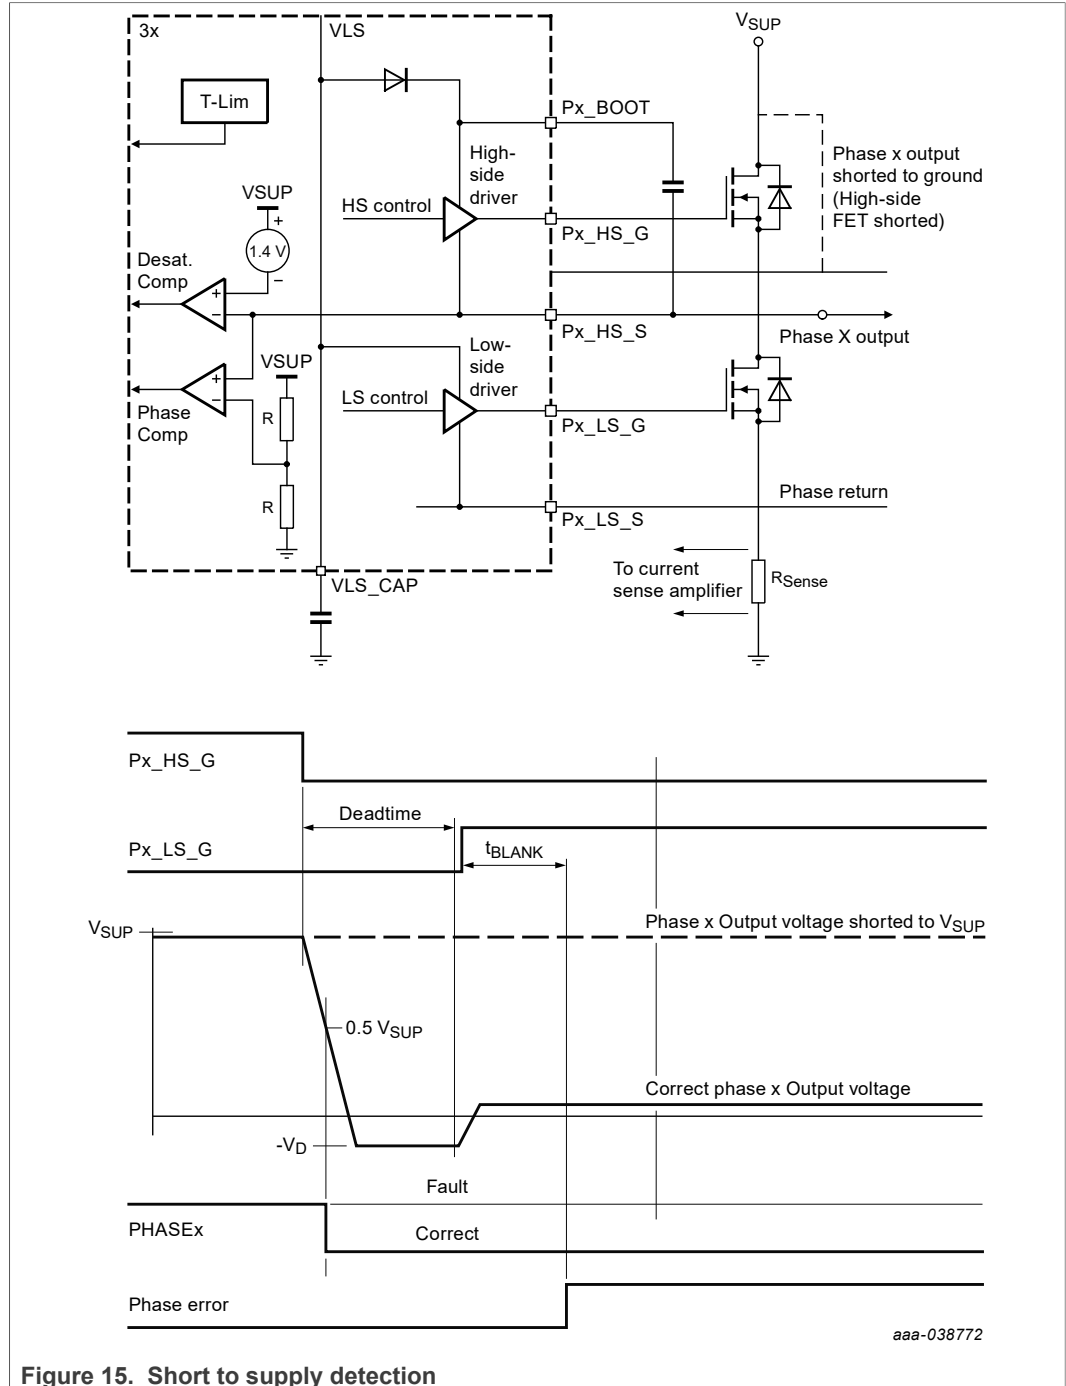 3x
VLS
VSUP
T-Lim
Px_BOOT
High-
side
driver
Phase x output
shorted to ground
(High-side
FET shorted)
VSUP
+
1.4 V
−
HS control
Px_HS_G
Desat.
Comp
+
−
Px_HS_S
Phase X output
Low-
side
driver
VSUP
+
−
LS control
Phase
Comp
R
Px_LS_G
R
Phase return
Px_LS_S
To current
sense amplifier
RSense
VLS_CAP
Px_HS_G
Deadtime
Px_LS_G
tBLANK
VSUP
Phase x Output voltage shorted to VSUP
0.5 VSUP
Correct phase x Output voltage
-VD
Fault
PHASEx
Correct
Phase error
aaa-038772
Figure 15. Short to supply detection